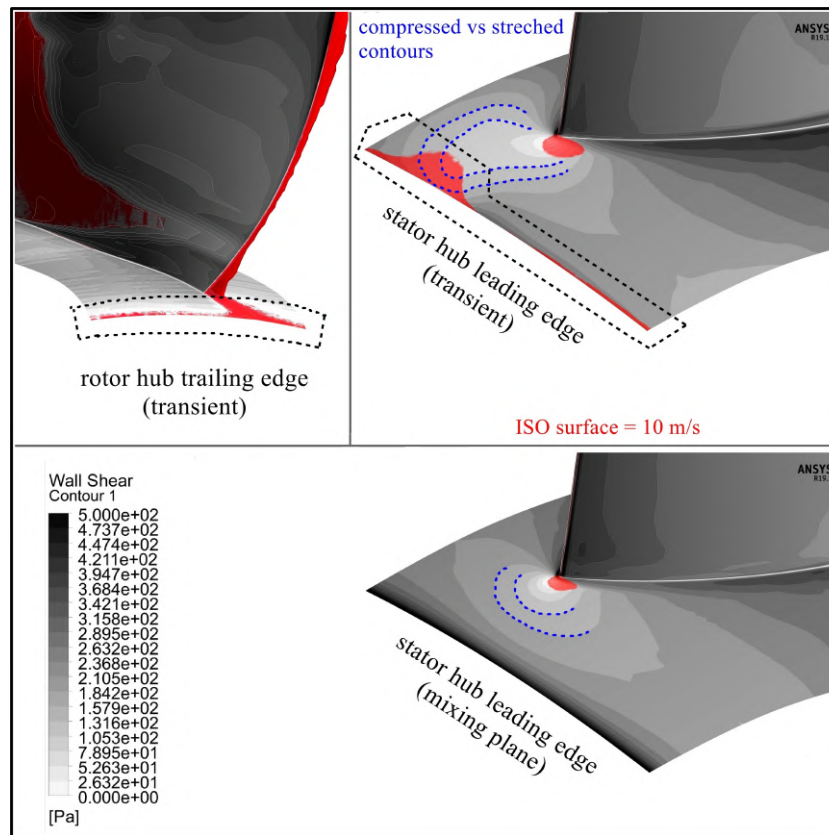 compressed vs streched
contours
ANSYS
R19.1
stator hub leading edge
(transient)
rotor hub trailing edge
(transient)
ISO surface = 10 m/s
Wall Shear
Contour 1
5.000e+02
4.737e+02
4.474e+02
4.211e+02
3.947e+02
3.684e+02
3.421e+02
3.158e+02
2.895e+02
2.632e+02
2.368e+02
2.105e+02
1.842e+02
1.579e+02
1.316e+02
1.053e+02
7.895e+01
5.263e+01
2.632e+01
0.000e+00
[Pa]
ANSYS
R19.
stator hub leading edge
(mixing plane)